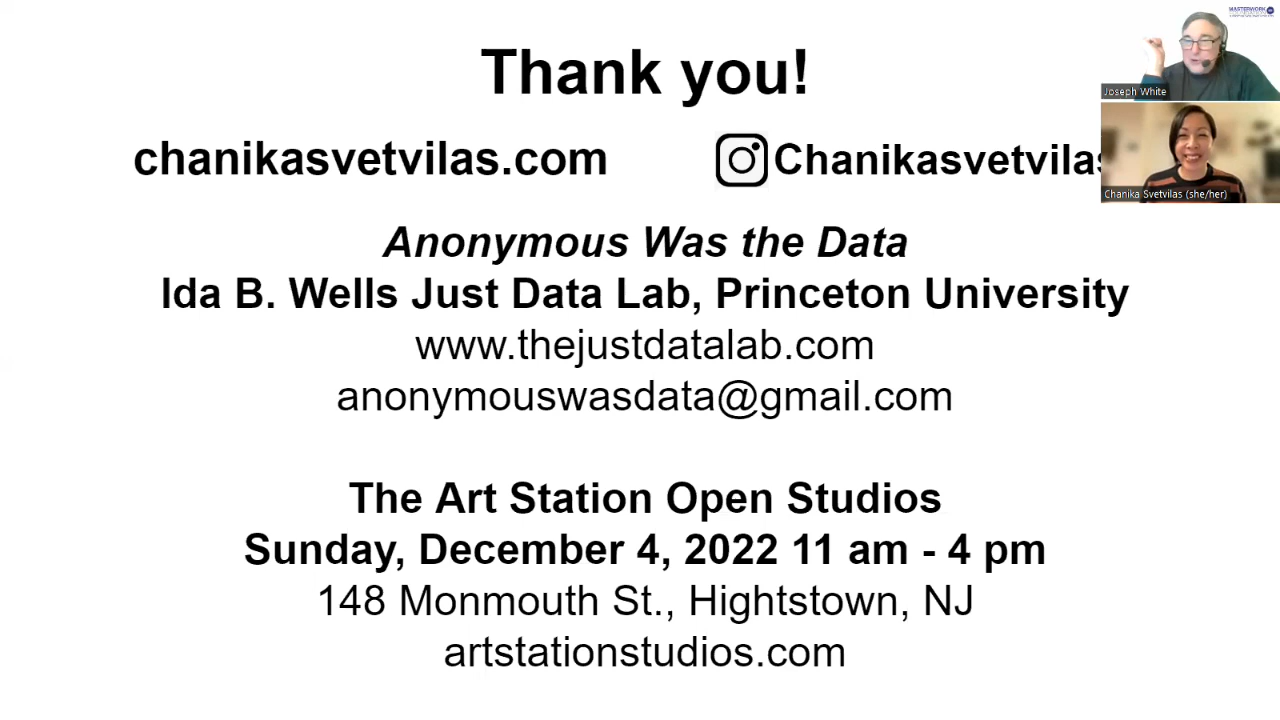 Thank you!
chanikasvetvilas.com
Chanikasvetvilas
Anonymous Was the Data
Ida B. Wells Just Data Lab, Princeton University
www.thejustdatalab.com
anonymouswasdata@gmail.com
The Art Station Open Studios
Sunday, December 4, 2022 11 am - 4 pm
148 Monmouth St., Hightstown, NJ
artstationstudios.com
MASTERWORK
Joseph White
Chanika Svetvilas (she/her)